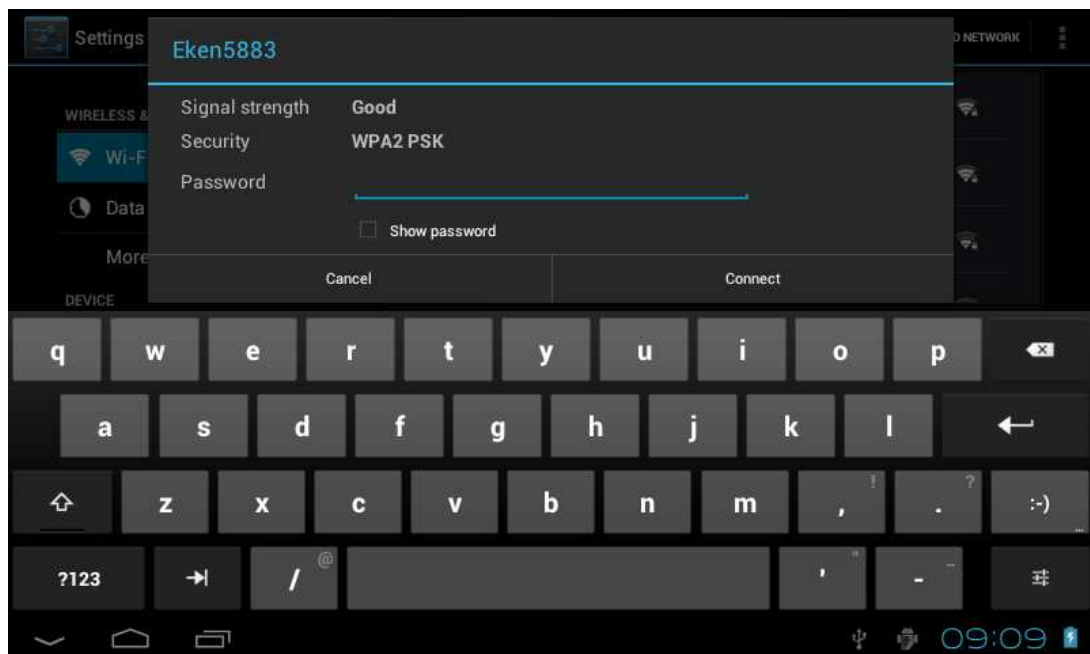 Settings
D NETWORK
Eken5883
Signal strength Good
WIRELESS &
Security WPA2 PSK
Wi-F
Password
Data
Show password
More
Cancel Connect
DEVICE
q w e r t y u i o p
a s d f g h j k l
z x c v b n m , ! . ? :-) ...
?123 / @ ' " - _
09:09